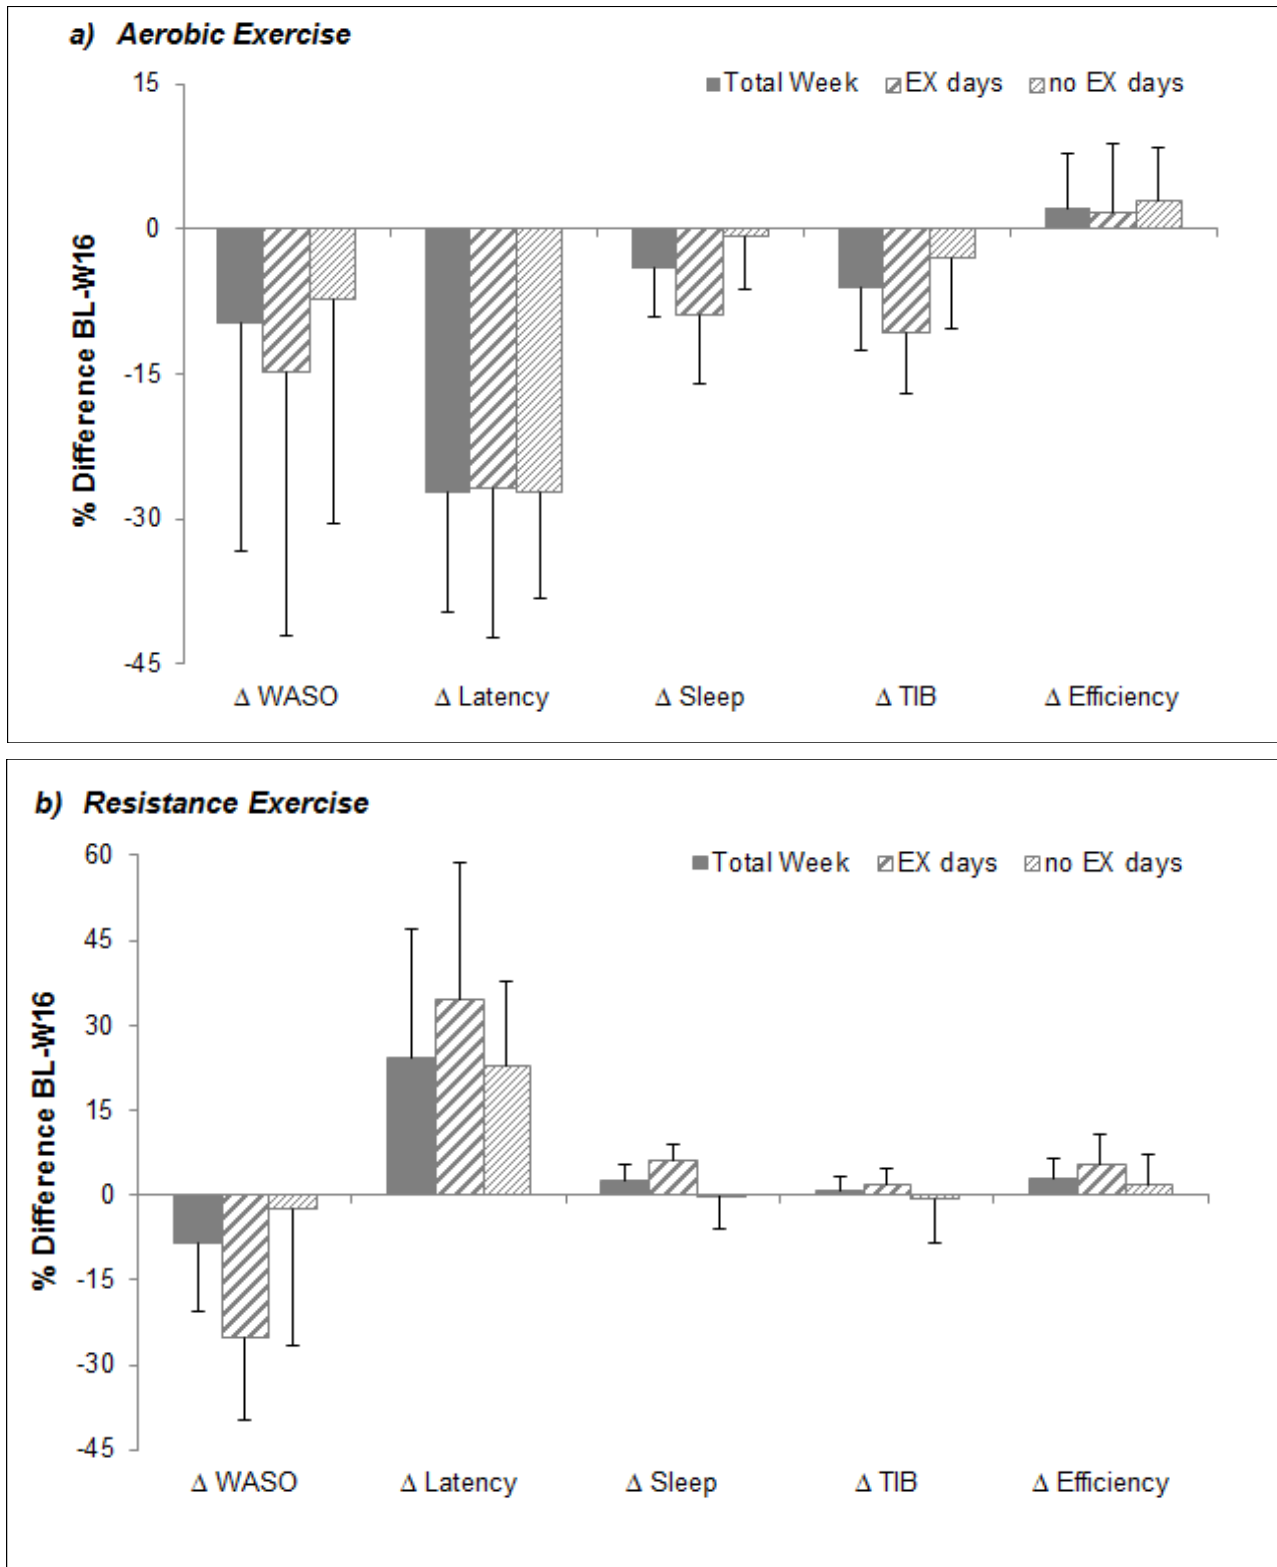 a) Aerobic Exercise
15
Total Week EX days no EX days
0
-15
-30
-45
% Difference BL-W16
Δ WASO Δ Latency Δ Sleep Δ TIB Δ Efficiency
b) Resistance Exercise
60
Total Week EX days no EX days
45
30
15
0
-15
-30
-45
% Difference BL-W16
Δ WASO Δ Latency Δ Sleep Δ TIB Δ Efficiency